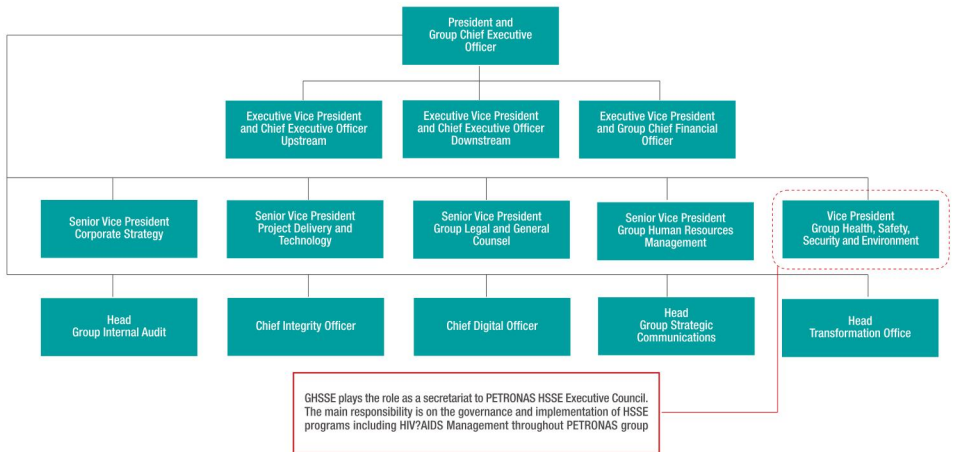 President and
Group Chief Executive
Officer
Executive Vice President
and Chief Executive Officer
Upstream
Executive Vice President
and Chief Executive Officer
Downstream
Executive Vice President
and Group Chief Financial
Officer
Senior Vice President
Corporate Strategy
Senior Vice President
Project Delivery and
Technology
Senior Vice President
Group Legal and General
Counsel
Senior Vice President
Group Human Resources
Management
Vice President
Group Health, Safety,
Security and Environment
Head
Group Internal Audit
Chief Integrity Officer
Chief Digital Officer
Head
Group Strategic
Communications
Head
Transformation Office
GHSSE plays the role as a secretariat to PETRONAS HSSE Executive Council.
The main responsibility is on the governance and implementation of HSSE
programs including HIV?AIDS Management throughout PETRONAS group